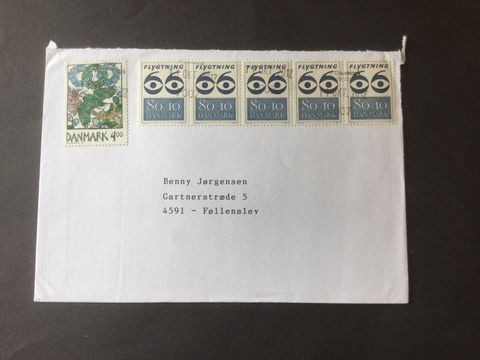 FLYGTNING FLYGTNING FLYGTNING FLYGTNING FLYGTNING
66 66 66 66 66
80+10 80+10 80+10 80+10 80+10
DANMARK DANMARK DANMARK DANMARK DANMARK
DANMARK 4.00
Benny Jørgensen
Gartnerstræde 5
4591 - Føllenslev